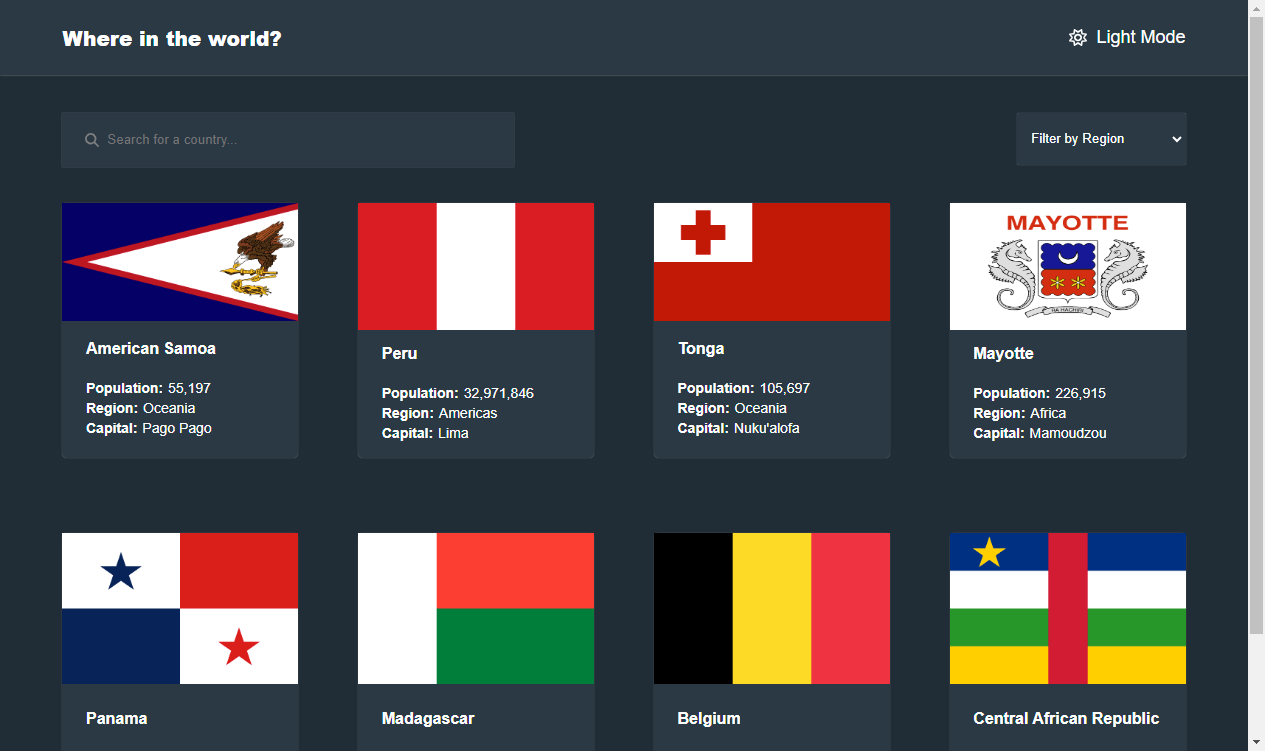 Where in the world?
Light Mode
Search for a country...
Filter by Region
MAYOTTE
American Samoa
Population: 55,197
Region: Oceania
Capital: Pago Pago
Peru
Population: 32,971,846
Region: Americas
Capital: Lima
Tonga
Population: 105,697
Region: Oceania
Capital: Nuku'alofa
Mayotte
Population: 226,915
Region: Africa
Capital: Mamoudzou
Panama
Madagascar
Belgium
Central African Republic